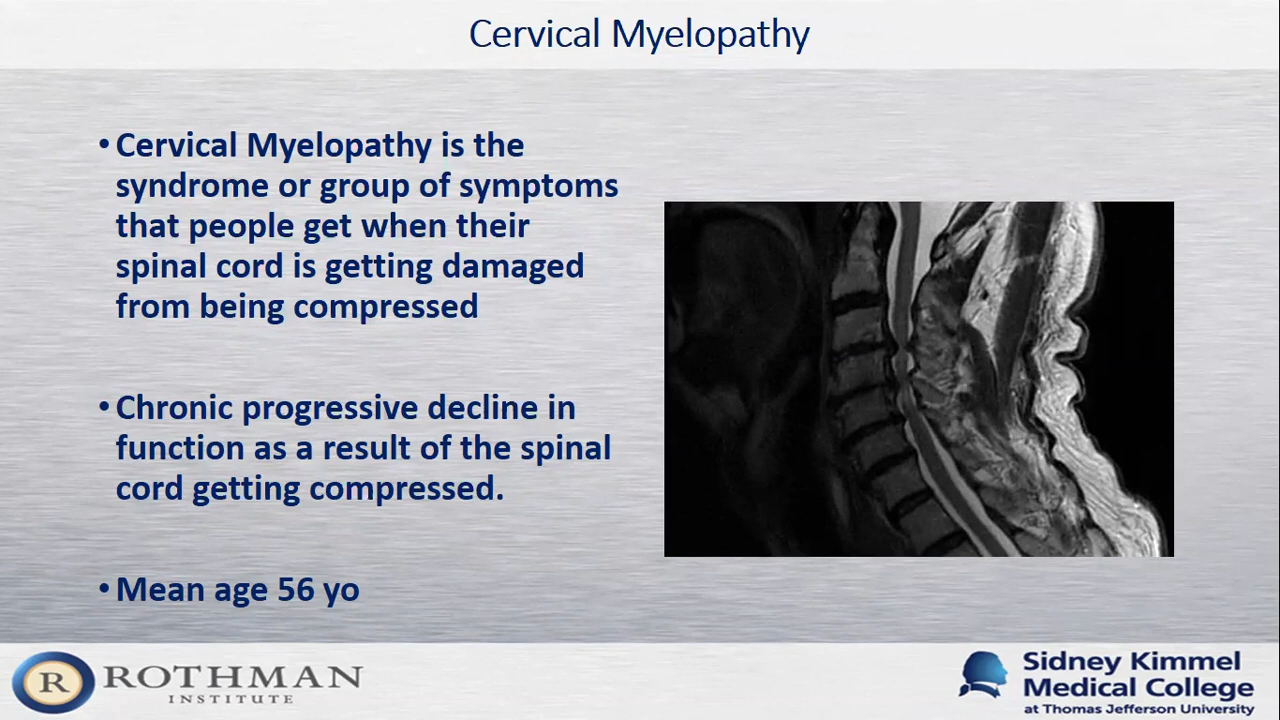 Cervical Myelopathy
• Cervical Myelopathy is the
syndrome or group of symptoms
that people get when their
spinal cord is getting damaged
from being compressed
• Chronic progressive decline in
function as a result of the spinal
cord getting compressed.
• Mean age 56 yo
R ROTHMAN
INSTITUTE
Sidney Kimmel
Medical College
at Thomas Jefferson University